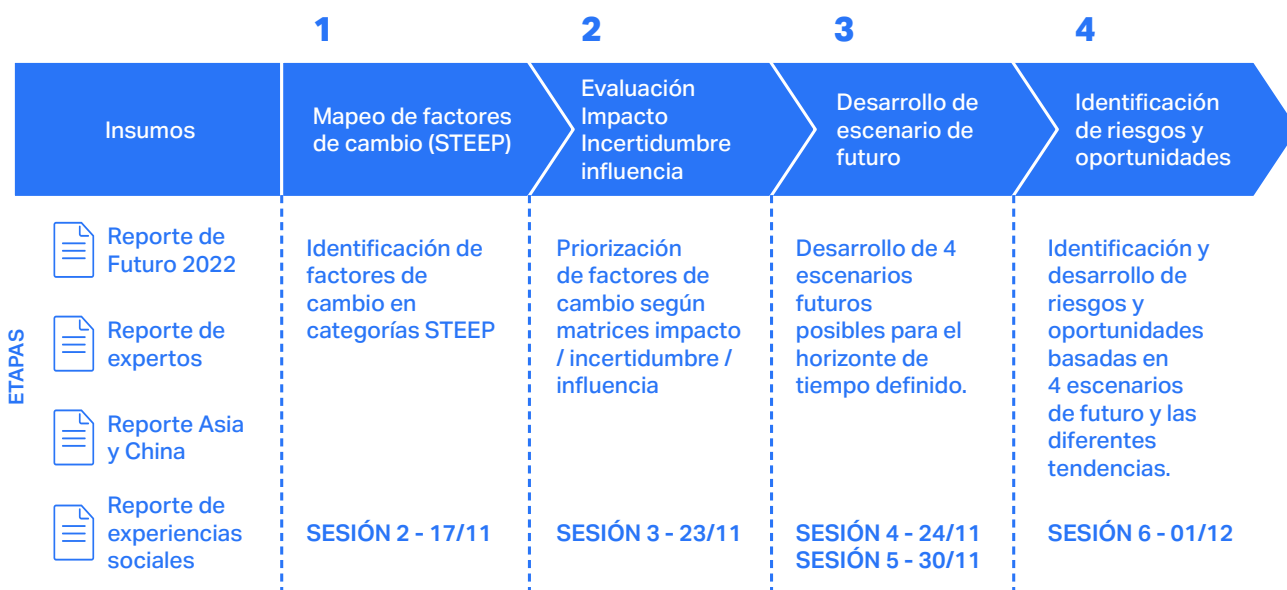 1
2
3
4
Insumos
Mapeo de factores
de cambio (STEEP)
Evaluación
Impacto
Incertidumbre
influencia
Desarrollo de
escenario de
futuro
Identificación
de riesgos y
oportunidades
ETAPAS
Reporte de
Futuro 2022
Reporte de
expertos
Reporte Asia
y China
Reporte de
experiencias
sociales
Identificación de
factores de
cambio en
categorías STEEP
SESIÓN 2 - 17/11
Priorización
de factores de
cambio según
matrices impacto
/ incertidumbre /
influencia
SESIÓN 3 - 23/11
Desarrollo de 4
escenarios
futuros
posibles para el
horizonte de
tiempo definido.
SESIÓN 4 - 24/11
SESIÓN 5 - 30/11
Identificación y
desarrollo de
riesgos y
oportunidades
basadas en
4 escenarios
de futuro y las
diferentes
tendencias.
SESIÓN 6 - 01/12